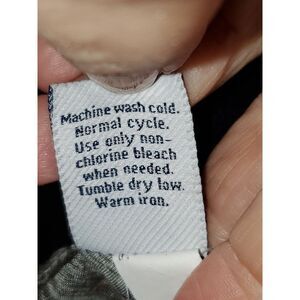 Machine wash cold.
Normal cycle.
Use only non-
chlorine bleach
when needed.
Tumble dry low.
Warm iron.